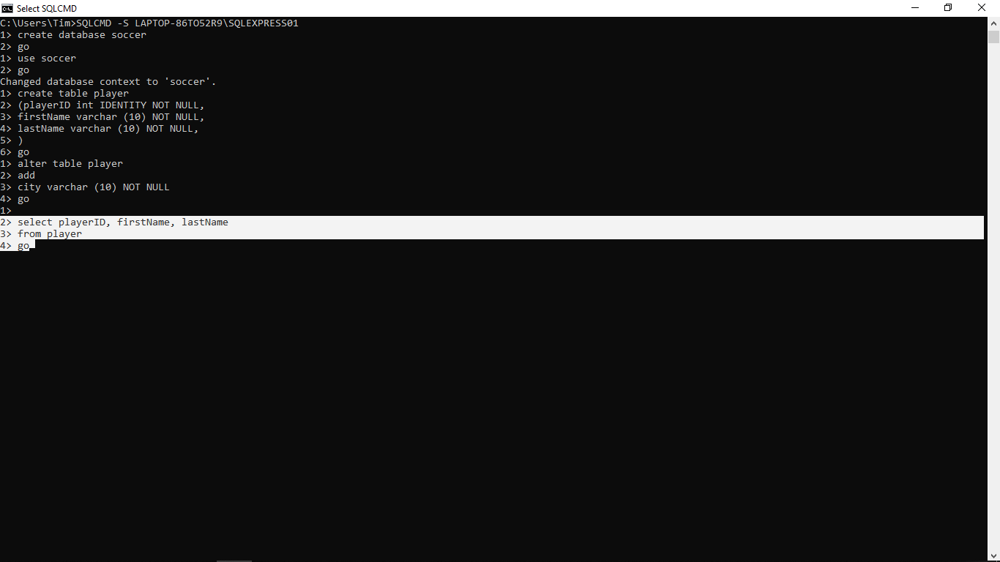 Select SQLCMD
C:\Users\Tim>SQLCMD -S LAPTOP-86TO52R9\SQLEXPRESS01
1> create database soccer
2> go
1> use soccer
2> go
Changed database context to 'soccer'.
1> create table player
2> (playerID int IDENTITY NOT NULL,
3> firstName varchar (10) NOT NULL,
4> lastName varchar (10) NOT NULL,
5> )
6> go
1> alter table player
2> add
3> city varchar (10) NOT NULL
4> go
1>
2> select playerID, firstName, lastName
3> from player
4> go